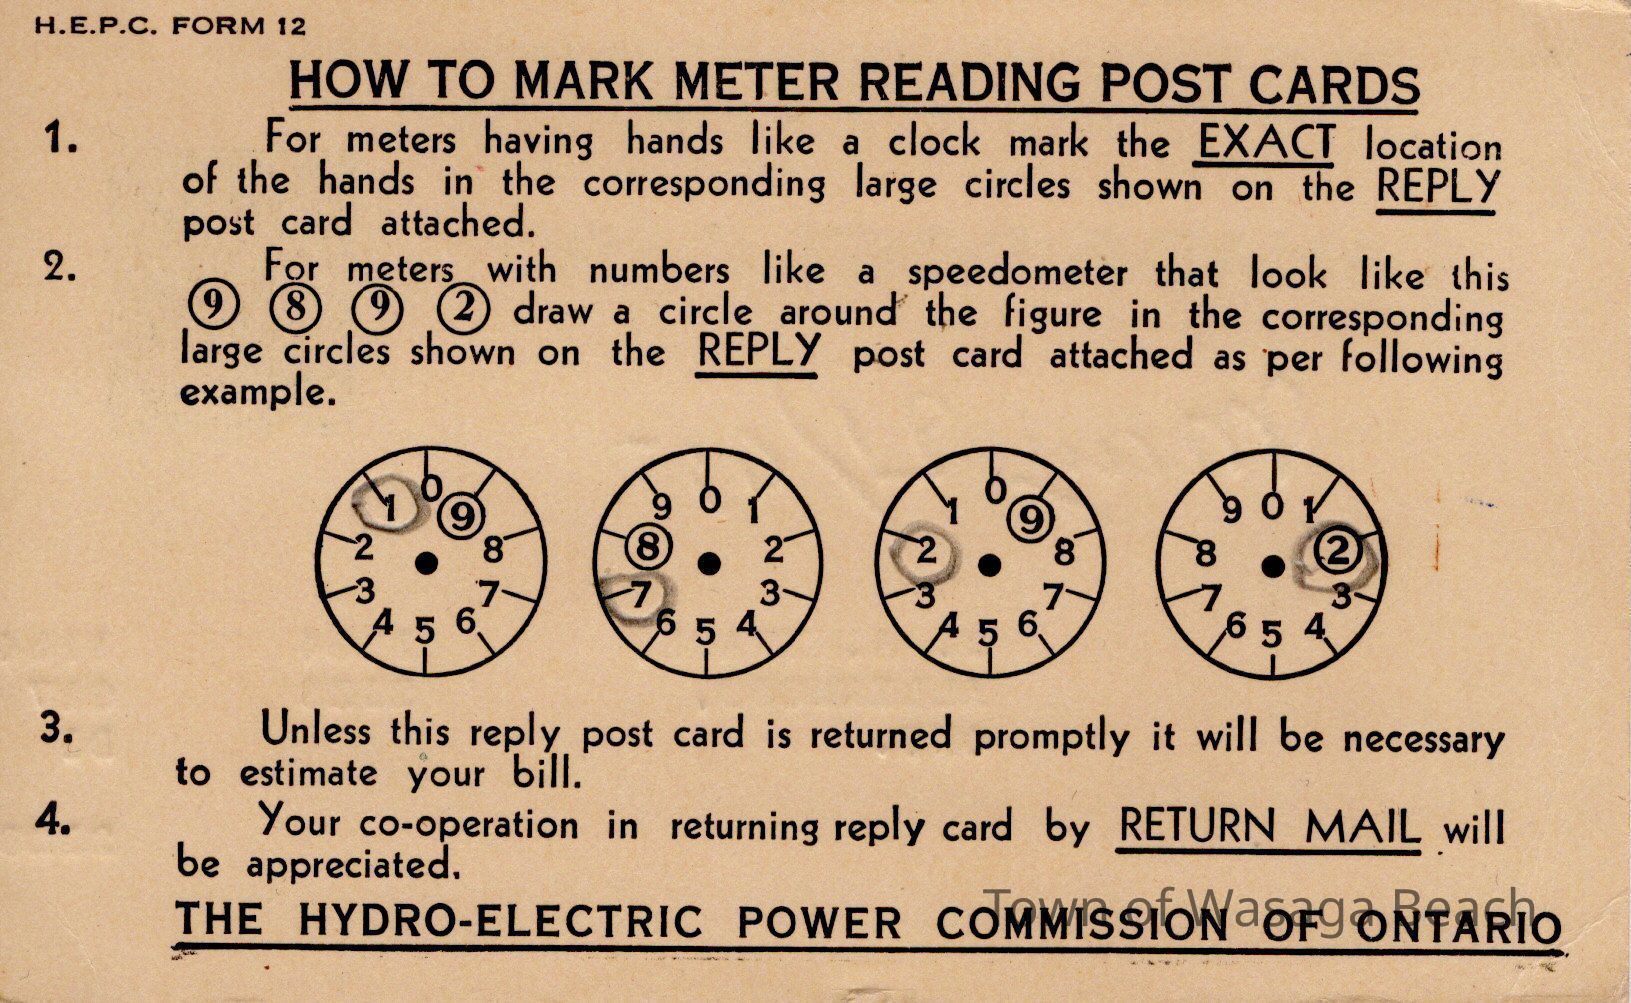 H.E.P.C. FORM 12
HOW TO MARK METER READING POST CARDS
1. For meters having hands like a clock mark the EXACT location
of the hands in the corresponding large circles shown on the REPLY
post card attached.
2. For meters with numbers like a speedometer that look like this
9 8 9 2 draw a circle around the figure in the corresponding
large circles shown on the REPLY post card attached as per following
example.
0 9 8 7 6 5 4 3 2 1
0 1 2 3 4 5 6 7 8 9
0 9 8 7 6 5 4 3 2 1
0 1 2 3 4 5 6 7 8 9
3. Unless this reply post card is returned promptly it will be necessary
to estimate your bill.
4. Your co-operation in returning reply card by RETURN MAIL will
be appreciated.
Town of Wasaga Beach
THE HYDRO-ELECTRIC POWER COMMISSION OF ONTARIO